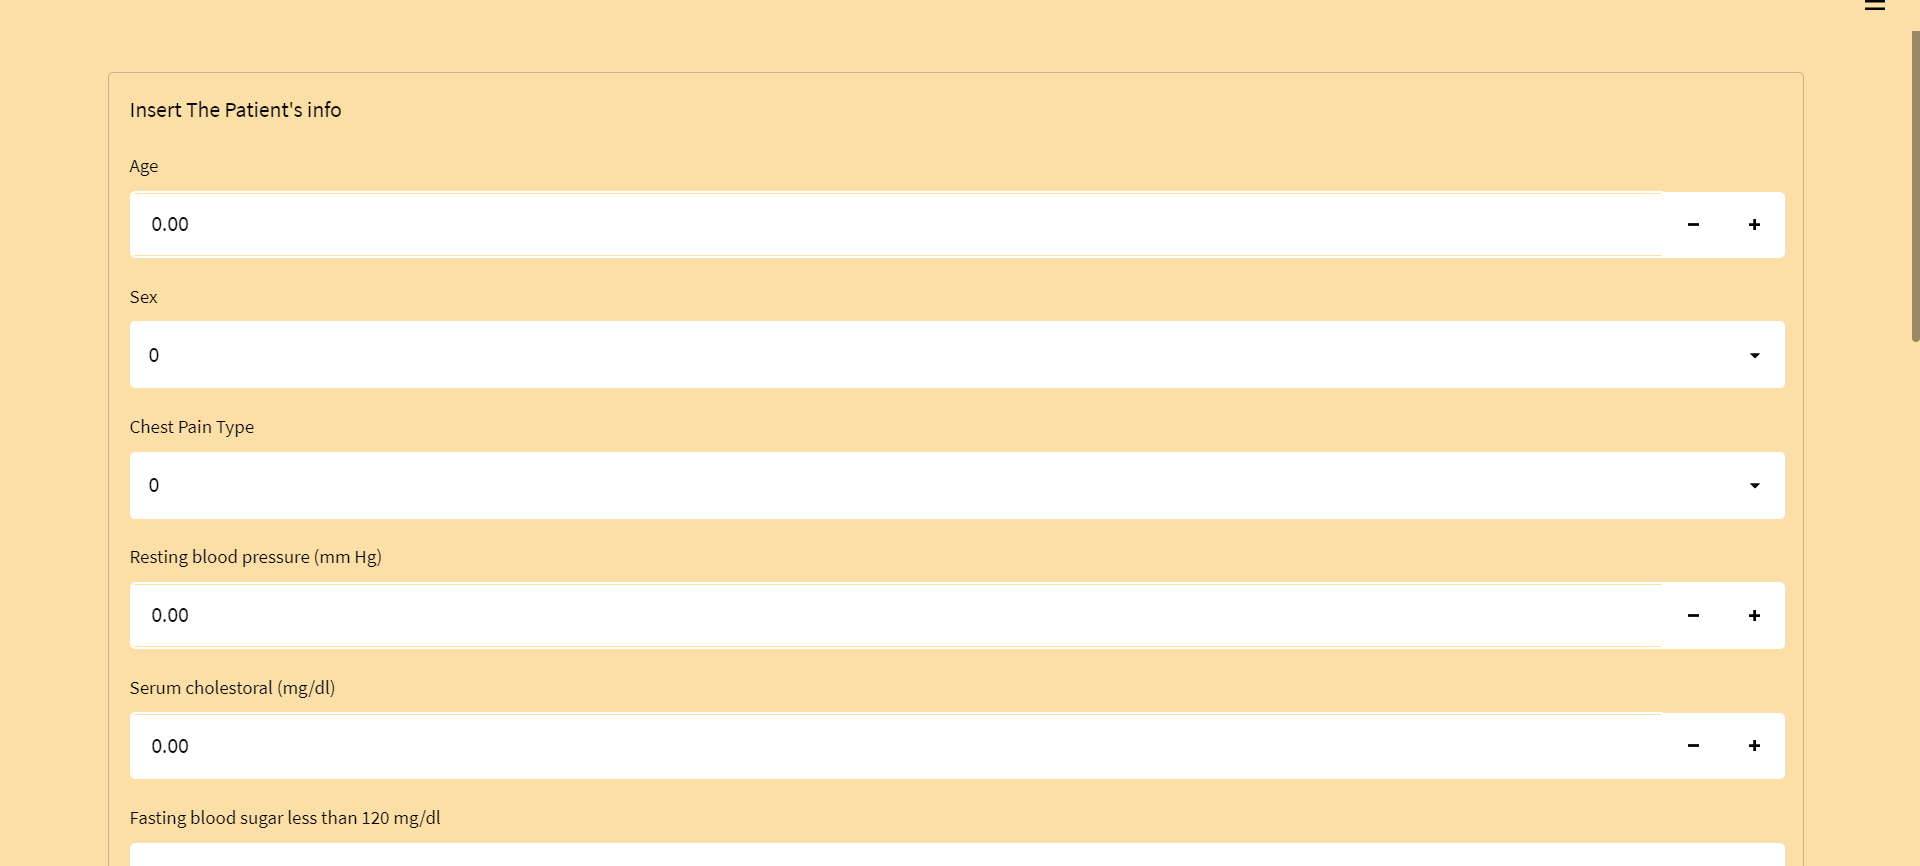 Insert The Patient's info
Age
0.00
Sex
0
Chest Pain Type
0
Resting blood pressure (mm Hg)
0.00
Serum cholestoral (mg/dl)
0.00
Fasting blood sugar less than 120 mg/dl